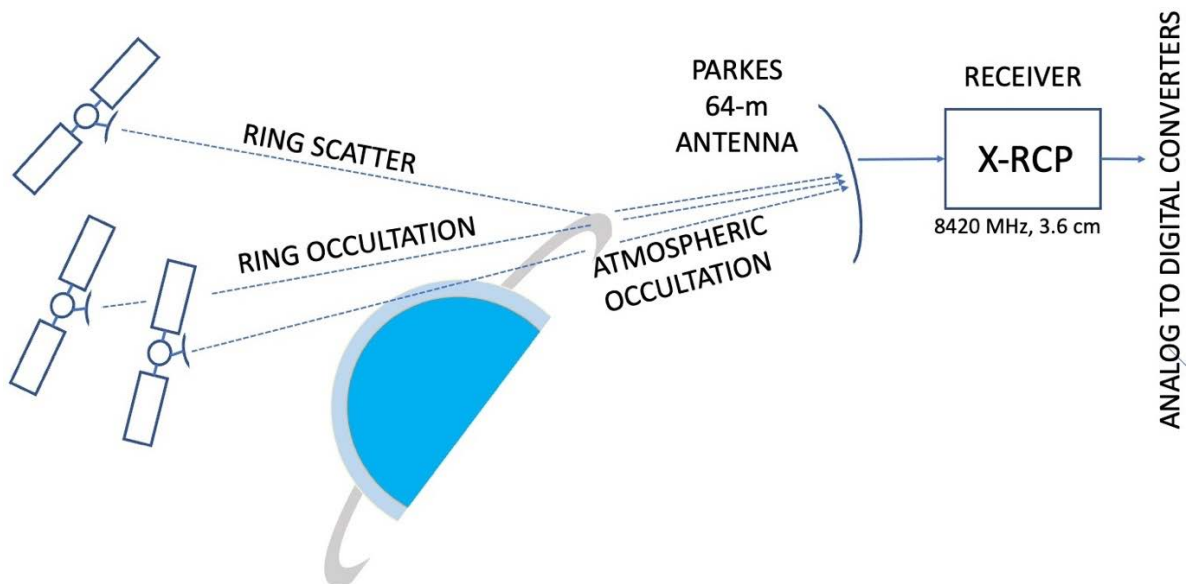 RING SCATTER
RING OCCULTATION
ATMOSPHERIC
OCCULTATION
PARKES
64-m
ANTENNA
RECEIVER
X-RCP
8420 MHz, 3.6 cm
ANALOG TO DIGITAL CONVERTERS